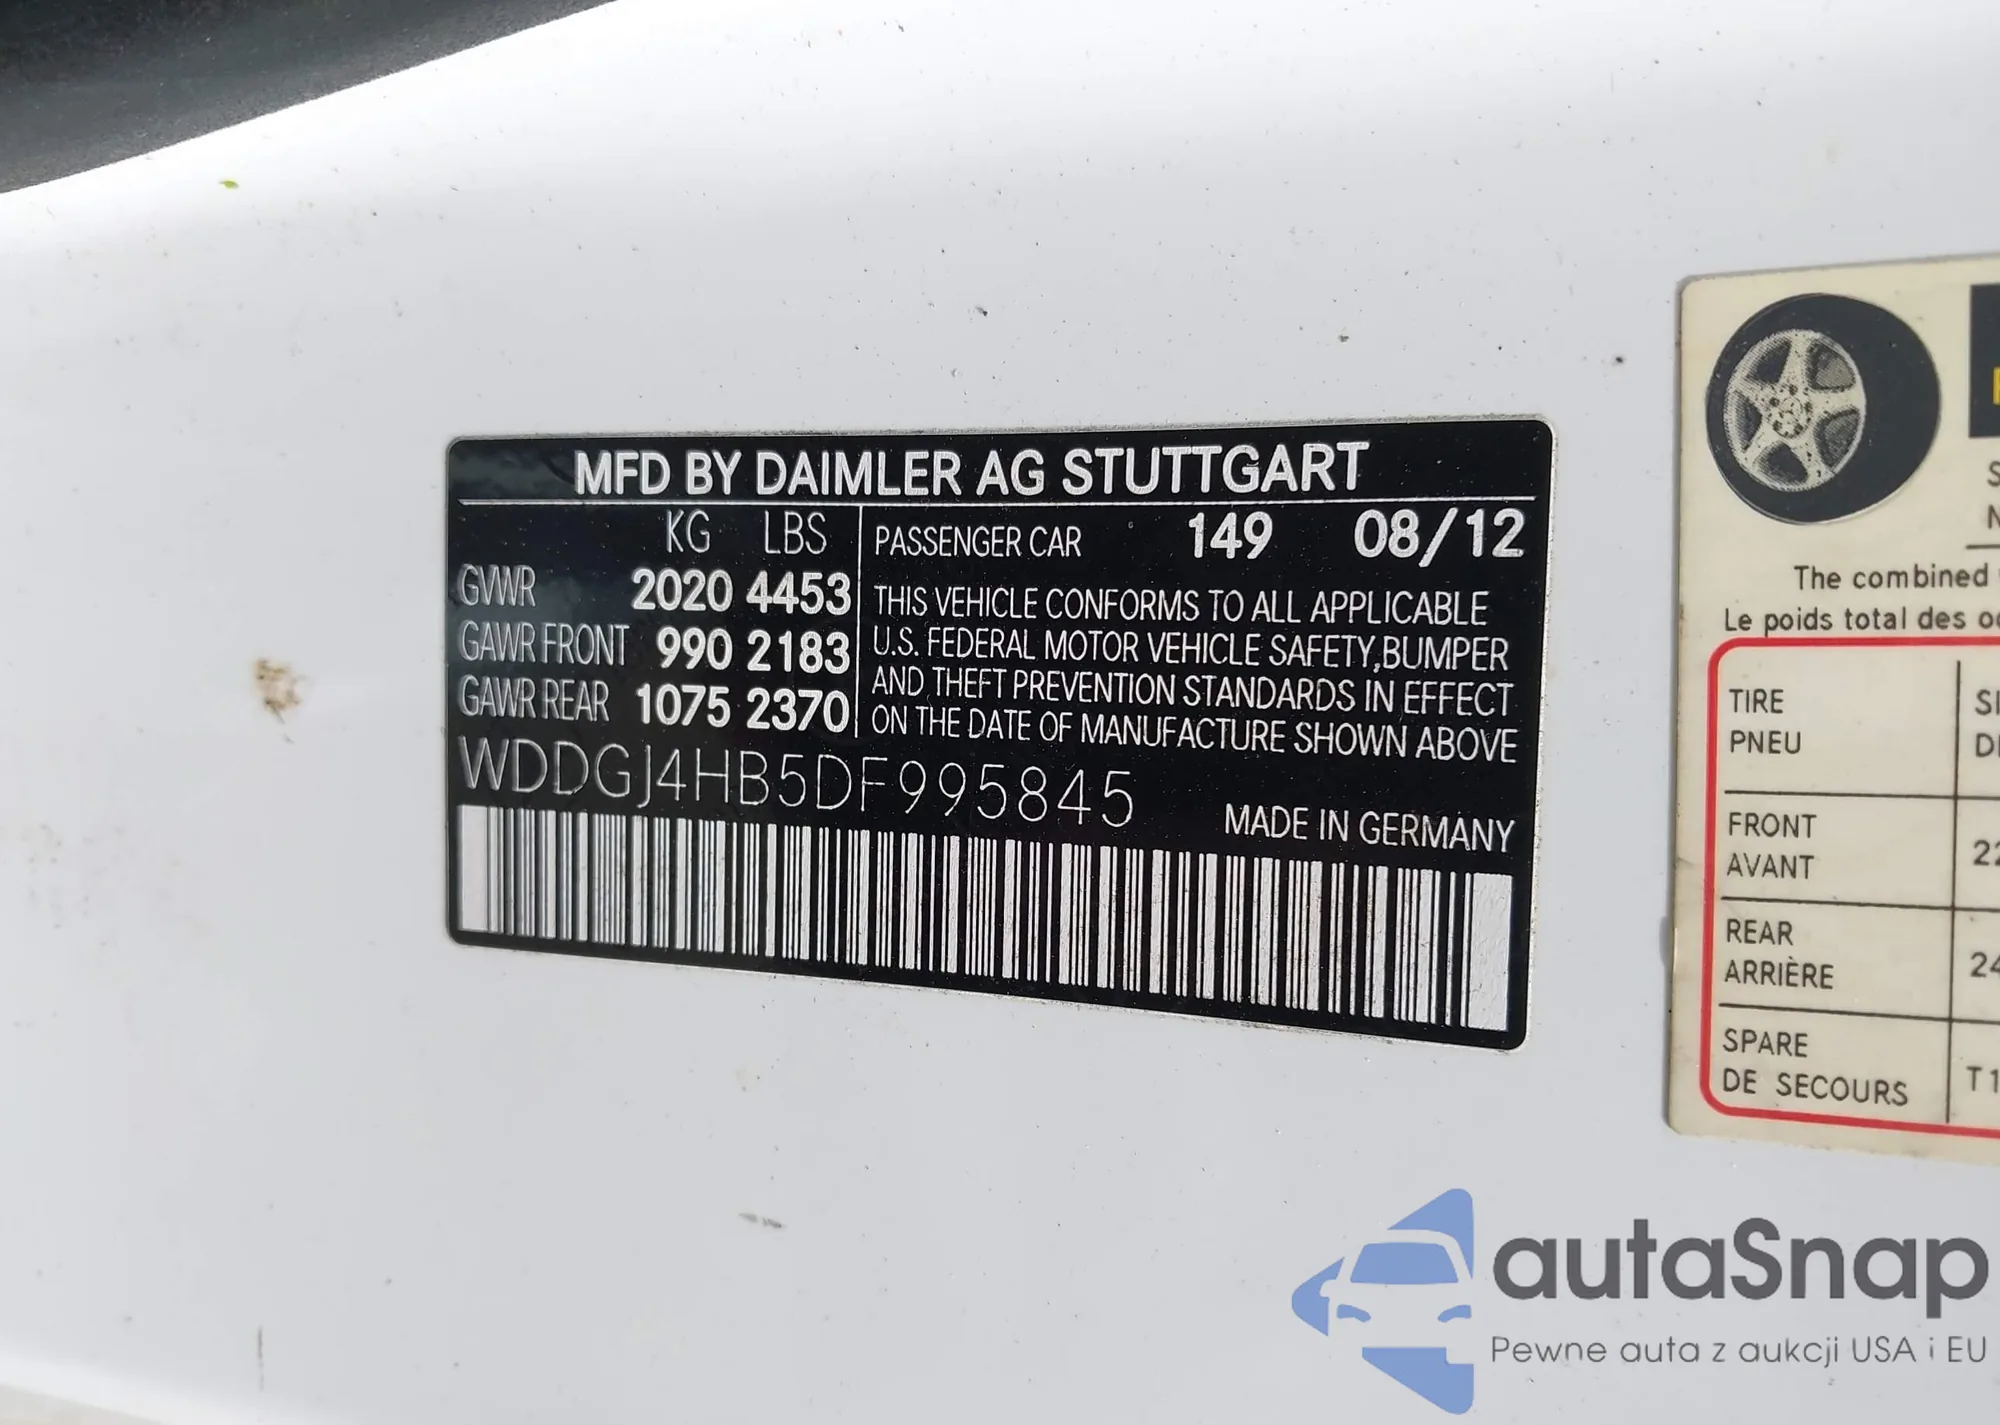 MFD BY DAIMLER AG STUTTGART
KG LBS
GVWR 2020 4453
GAWR FRONT 990 2183
GAWR REAR 1075 2370
PASSENGER CAR 149 08/12
THIS VEHICLE CONFORMS TO ALL APPLICABLE
U.S. FEDERAL MOTOR VEHICLE SAFETY,BUMPER
AND THEFT PREVENTION STANDARDS IN EFFECT
ON THE DATE OF MANUFACTURE SHOWN ABOVE
WDDGJ4HB5DF995845
MADE IN GERMANY
The combined
Le poids total des
TIRE
PNEU
FRONT
AVANT
REAR
ARRIÈRE
SPARE
DE SECOURS
autaSnap
Pewne auta z aukcji USA i EU